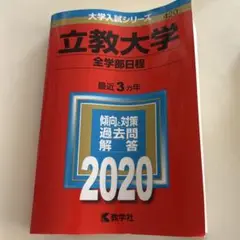 大学入試シリーズ
立教大学
全学部日程
最近3カ年
傾向と対策
過去問
解答
2020
教学社